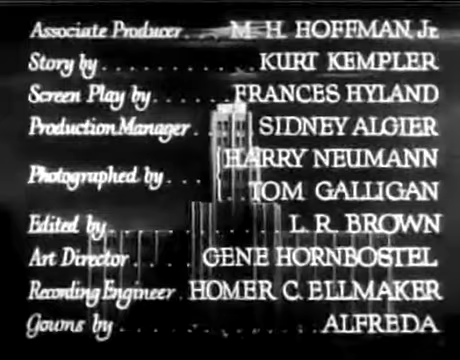 Associate Producer.... M. H. HOFFMAN, Jr.
Story by........... KURT KEMPLER
Screen Play by...... FRANCES HYLAND
Production Manager.. SIDNEY ALGIER
HARRY NEUMANN
Photographed by....
TOM GALLIGAN
Edited by............ L. R. BROWN
Art Director..... GENE HORNBOSTEL
Recording Engineer. HOMER C. ELLMAKER
Gowns by............ ALFREDA